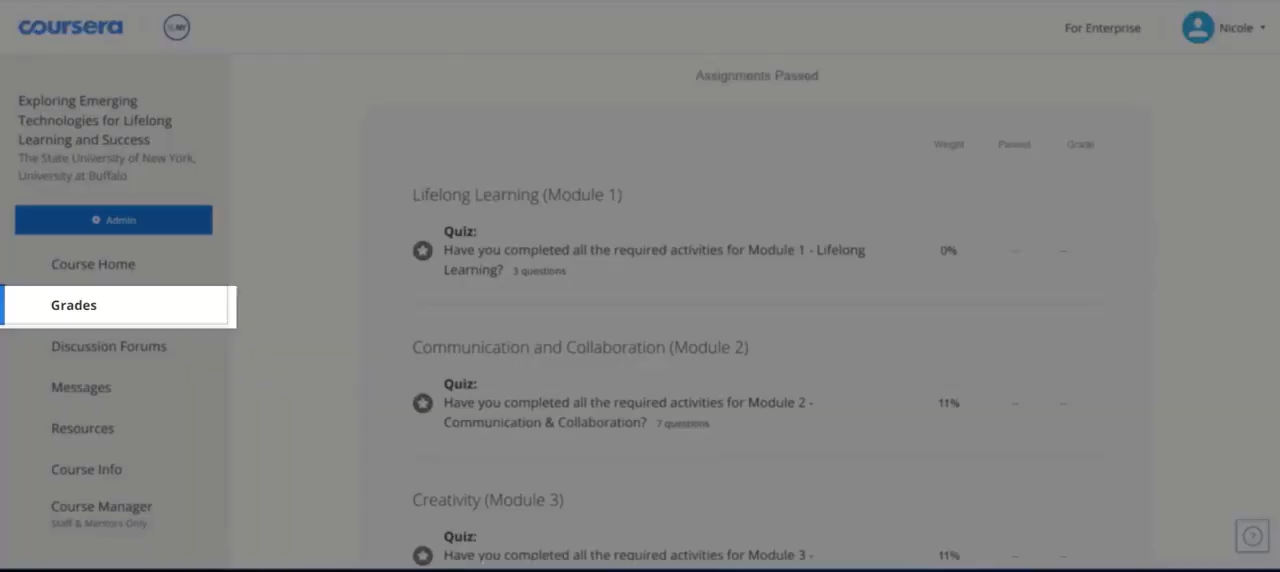 coursera
SUNY
For Enterprise
Nicole
Exploring Emerging
Technologies for Lifelong
Learning and Success
The State University of New York,
University at Buffalo
Admin
Course Home
Grades
Discussion Forums
Messages
Resources
Course Info
Course Manager
Staff & Mentors Only
Assignments Passed
Weight Passed Grade
Lifelong Learning (Module 1)
Quiz:
Have you completed all the required activities for Module 1 - Lifelong 0% -- --
Learning? 3 questions
Communication and Collaboration (Module 2)
Quiz:
Have you completed all the required activities for Module 2 - 11% -- --
Communication & Collaboration? 7 questions
Creativity (Module 3)
Quiz:
Have you completed all the required activities for Module 3 - 11% -- --
?